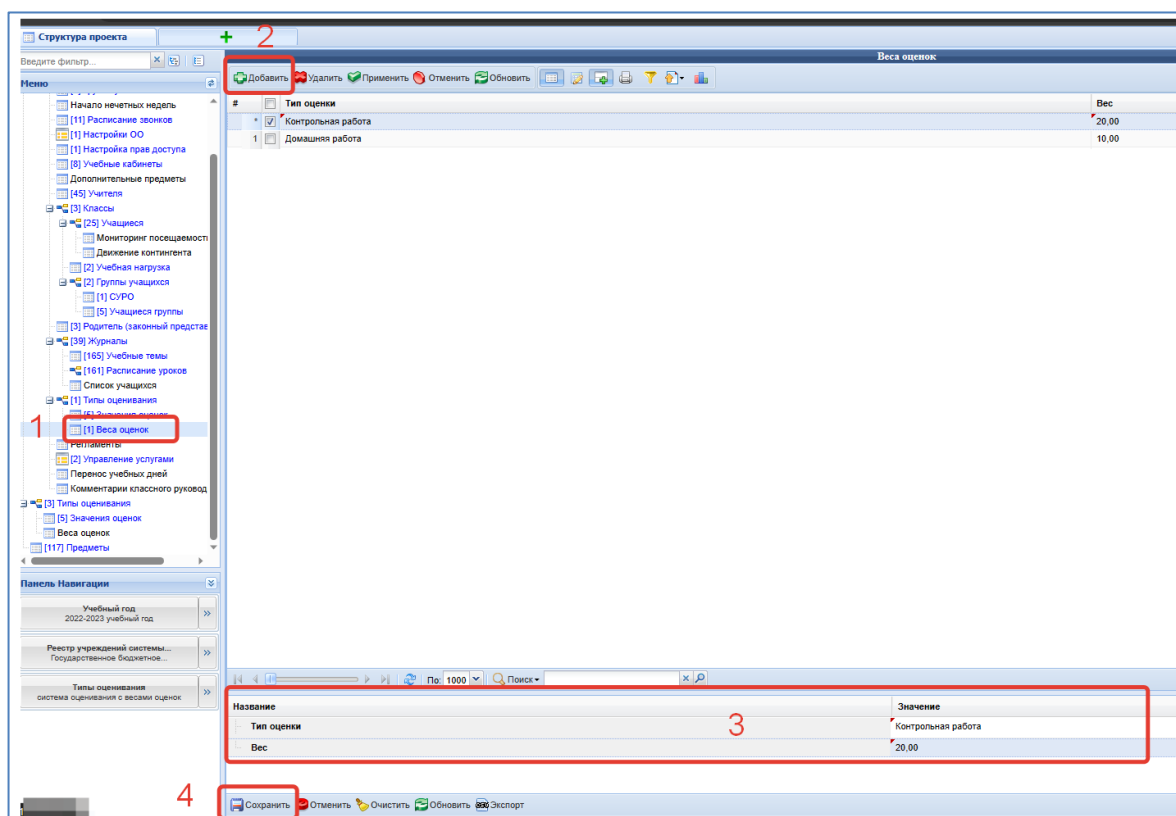 Структура проекта
2
Введите фильтр...
Веса оценок
Добавить Удалить Применить Отменить Обновить
Меню
# Тип оценки Вес
* Контрольная работа 20,00
1 Домашняя работа 10,00
Начало нечетных недель
[11] Расписание звонков
[1] Настройки ОО
[1] Настройка прав доступа
[8] Учебные кабинеты
Дополнительные предметы
[45] Учителя
[3] Классы
[25] Учащиеся
Мониторинг посещаемост
Движение контингента
[2] Учебная нагрузка
[2] Группы учащихся
[1] СУРО
[5] Учащиеся группы
[3] Родитель (законный представ
[39] Журналы
[165] Учебные темы
[161] Расписание уроков
Список учащихся
[1] Типы оценивания
[5] Значения оценок
1
[1] Веса оценок
Регламенты
[2] Управление услугами
Перенос учебных дней
Комментарии классного руковод
[3] Типы оценивания
[5] Значения оценок
Веса оценок
[117] Предметы
Панель Навигации
Учебный год
2022-2023 учебный год
Реестр учреждений системы...
Государственное бюджетное...
Типы оценивания
система оценивания с весами оценок
По: 1000 Поиск
Название Значение
Тип оценки Контрольная работа
3
Вес 20,00
4
Сохранить Отменить Очистить Обновить Экспорт